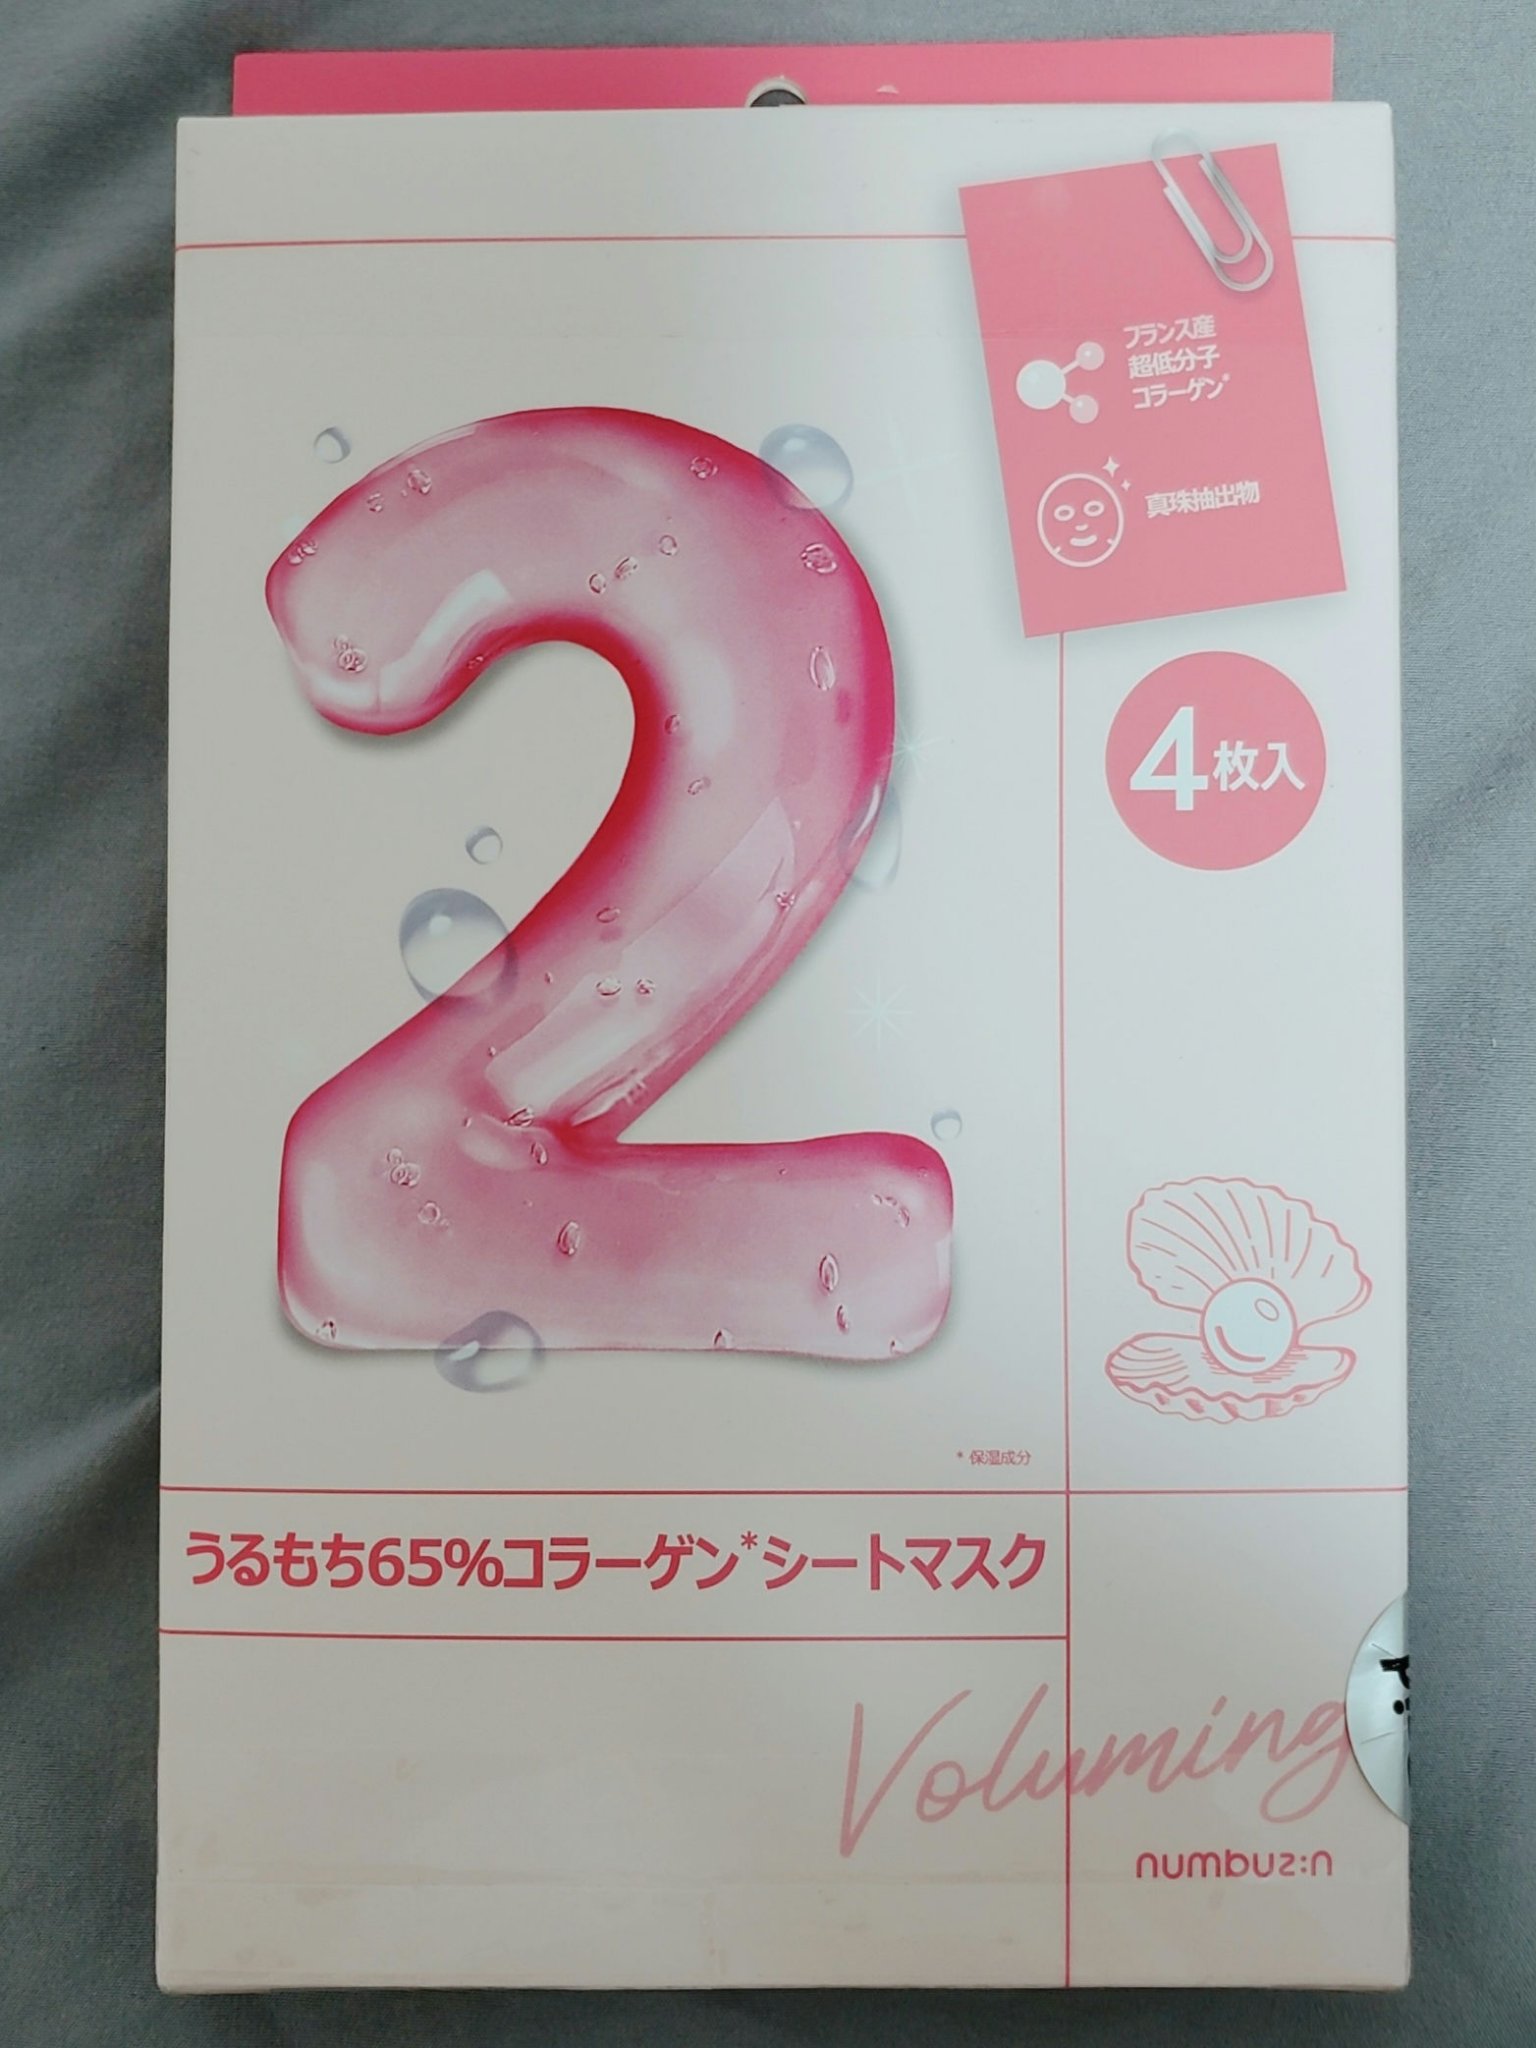 フランス産
超低分子
コラーゲン*
真珠抽出物
4枚入
2
* 保湿成分
うるもち65%コラーゲン*シートマスク
Voluming
numbuz:n